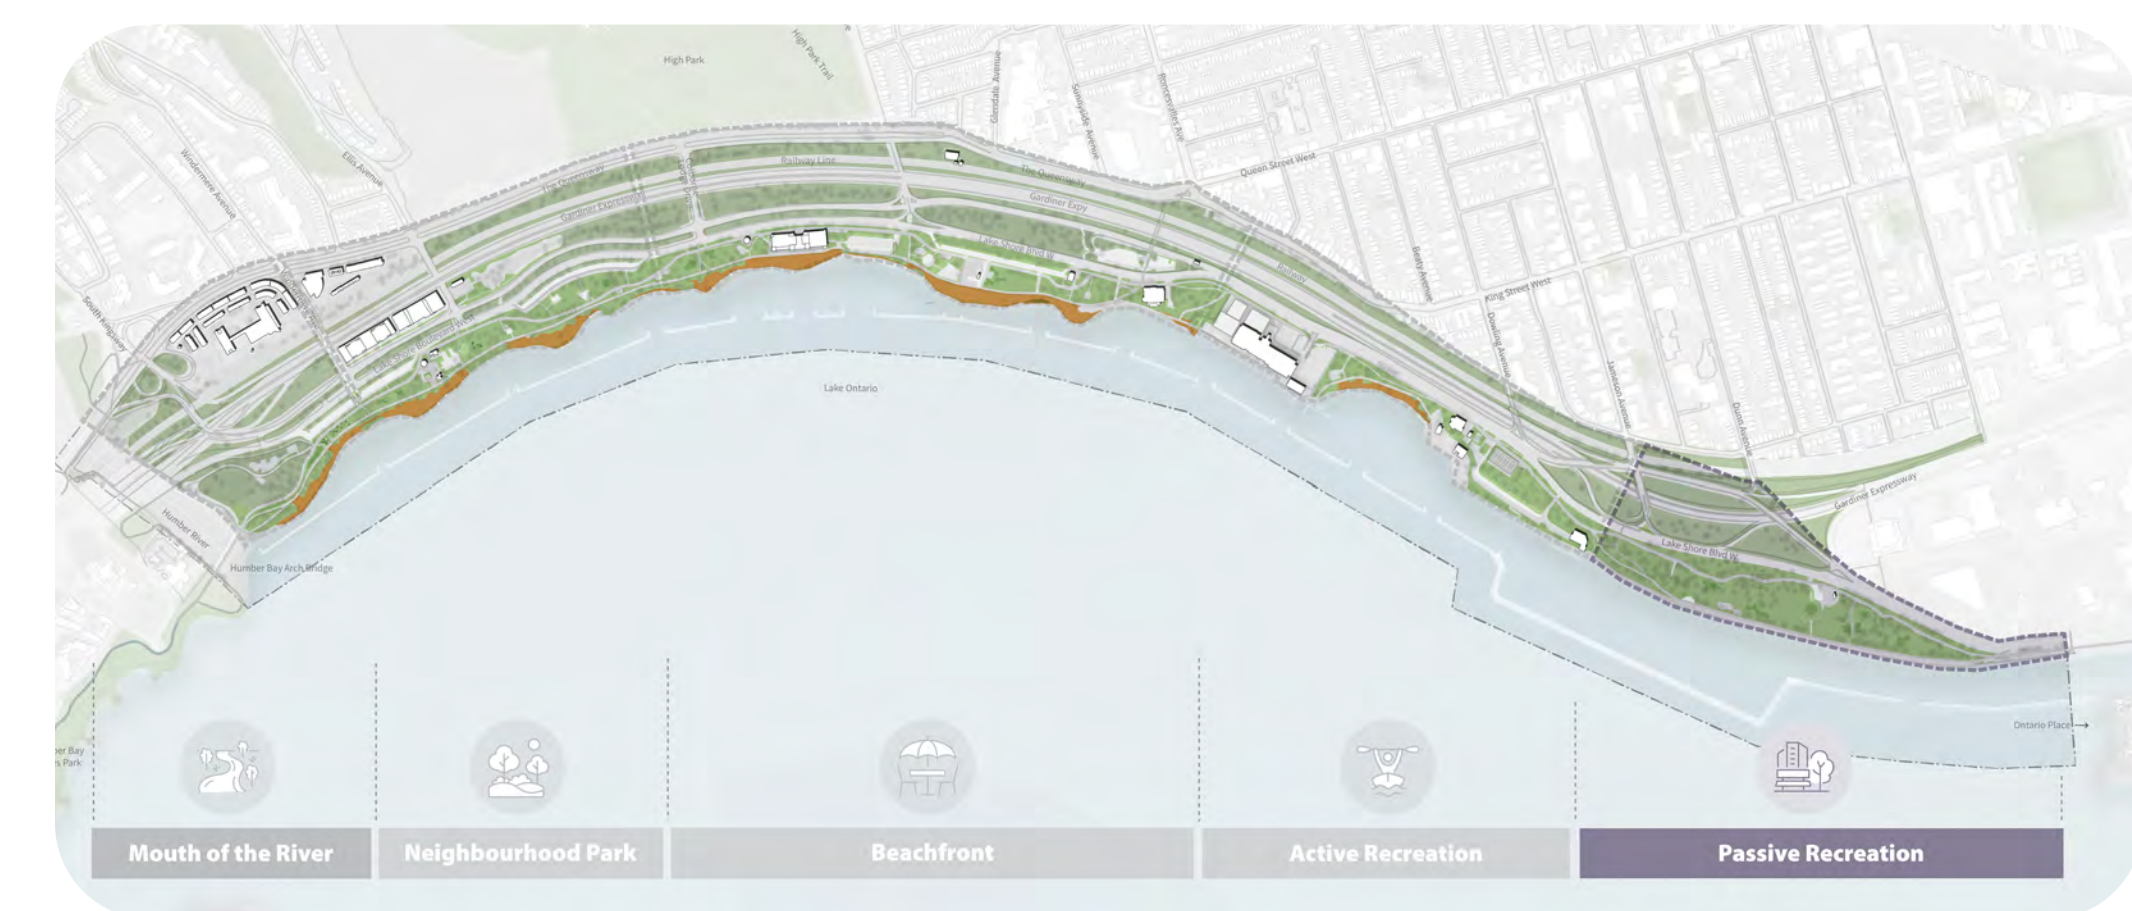 High Park
High Park Trail
Glendale Avenue
Sunnyside Avenue
Roncesvalles Ave
Windermere Avenue
Ellis Avenue
The Queensway
Railway Line
The Queensway
Queen Street West
Gardiner Expressway
Gardiner Expy
Lake Shore Blvd W
Railway
Beaty Avenue
King Street West
South Kingsway
Lake Shore Boulevard West
Dowling Avenue
Jameson Avenue
Dunn Avenue
Lake Ontario
Gardiner Expressway
Lake Shore Blvd W
Humber River
Humber Bay Arch Bridge
Ontario Place
Park
Mouth of the River
Neighbourhood Park
Beachfront
Active Recreation
Passive Recreation